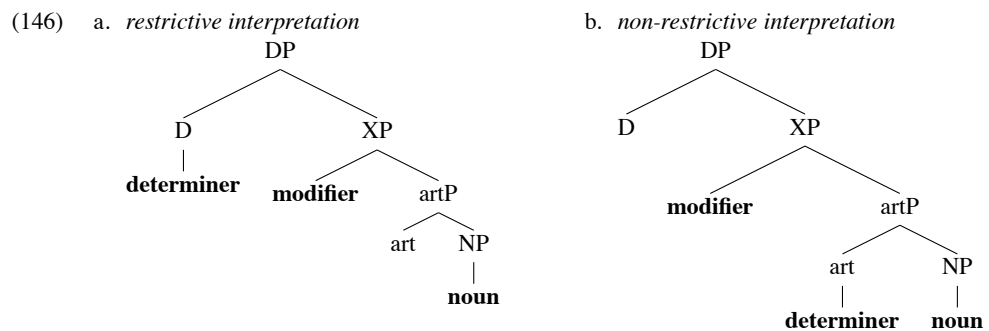 (146) a. restrictive interpretation b. non-restrictive interpretation
DP DP
D XP D XP
determiner modifier artP modifier artP
art NP art NP
noun determiner noun